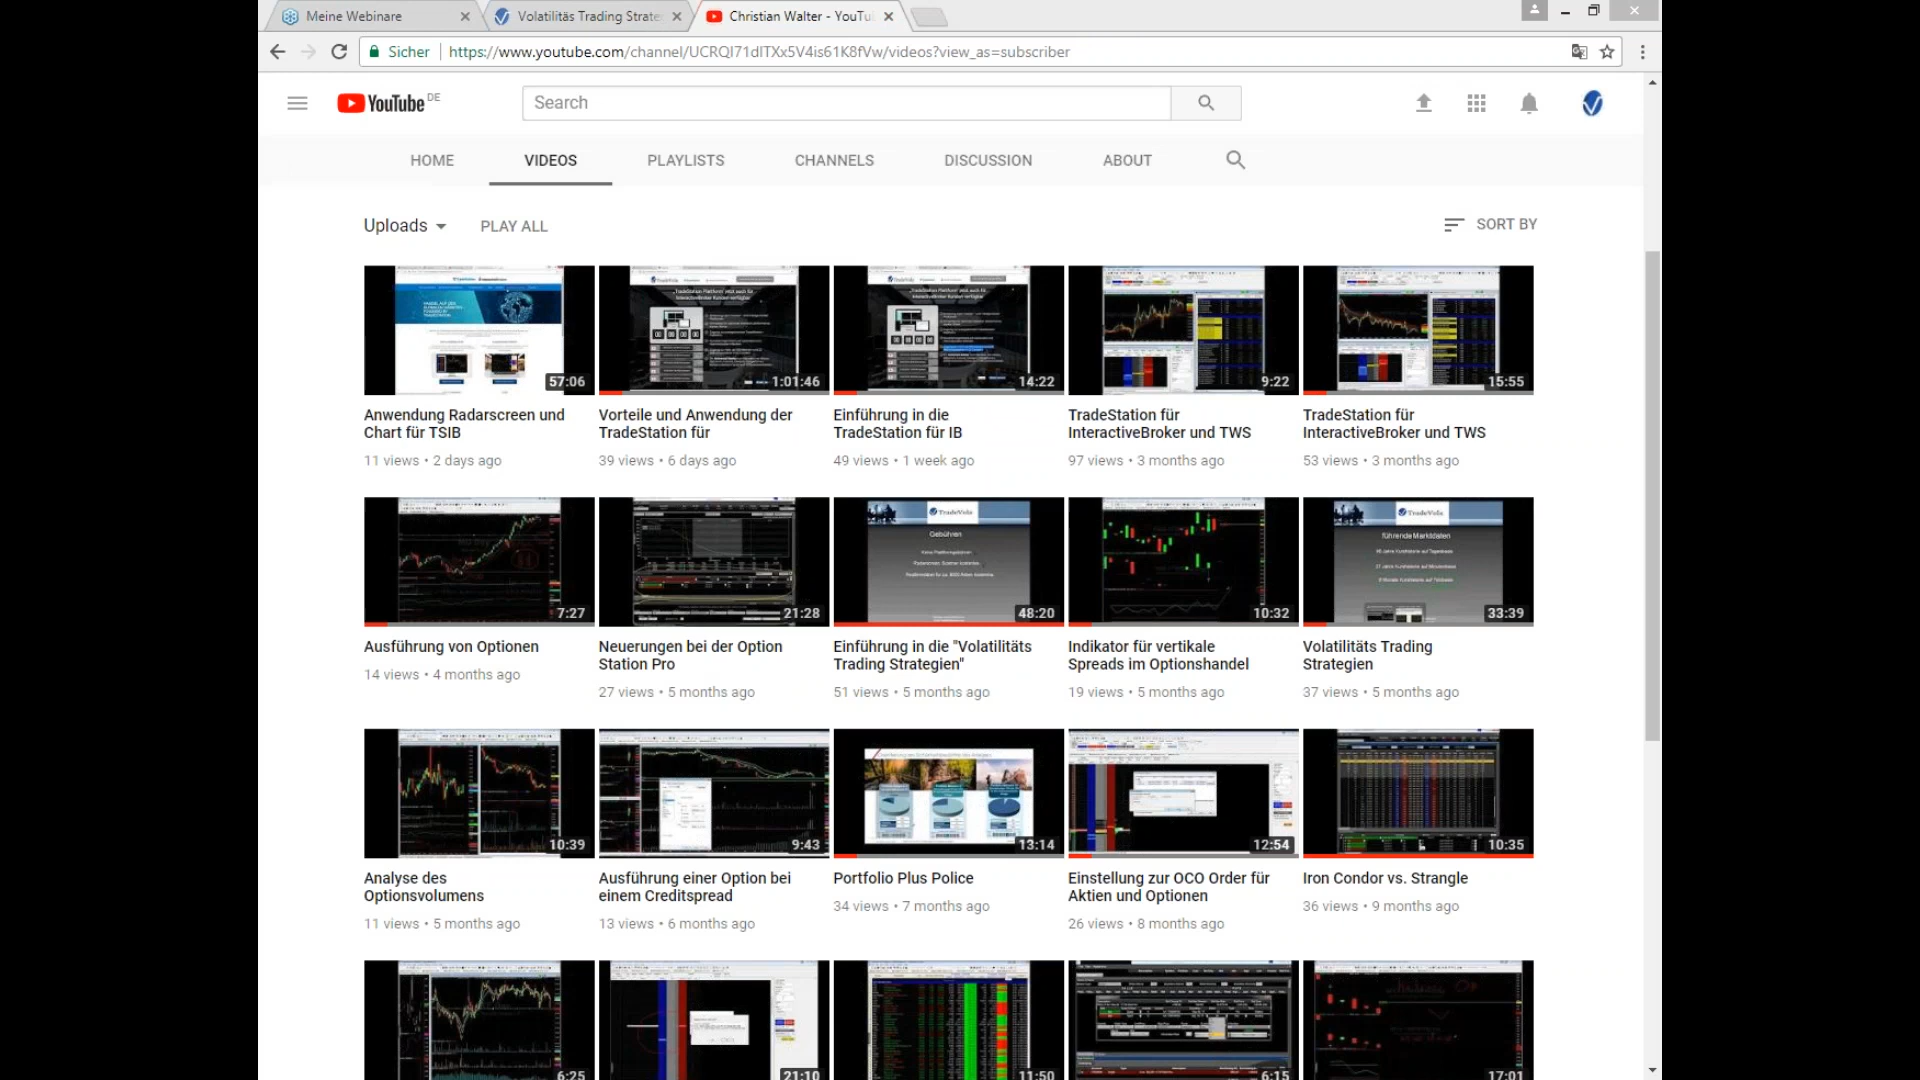 Meine Webinare
Volatilitäs Trading Strate
Christian Walter - YouTu
Sicher
https://www.youtube.com/channel/UCRQI71dlTXx5V4is61K8fVw/videos?view_as=subscriber
YouTube DE
Search
HOME VIDEOS PLAYLISTS CHANNELS DISCUSSION ABOUT
Uploads PLAY ALL SORT BY
57:06 1:01:46 14:22 9:22 15:55
Anwendung Radarscreen und Chart für TSIB
11 views • 2 days ago
Vorteile und Anwendung der TradeStation für
39 views • 6 days ago
Einführung in die TradeStation für IB
49 views • 1 week ago
TradeStation für InteractiveBroker und TWS
97 views • 3 months ago
TradeStation für InteractiveBroker und TWS
53 views • 3 months ago
TradeVola
Gebühren
TradeVola
führende Marktdaten
7:27 21:28 48:20 10:32 33:39
Ausführung von Optionen
14 views • 4 months ago
Neuerungen bei der Option Station Pro
27 views • 5 months ago
Einführung in die "Volatilitäts Trading Strategien"
51 views • 5 months ago
Indikator für vertikale Spreads im Optionshandel
19 views • 5 months ago
Volatilitäts Trading Strategien
37 views • 5 months ago
10:39 9:43 13:14 12:54 10:35
Analyse des Optionsvolumens
11 views • 5 months ago
Ausführung einer Option bei einem Creditspread
13 views • 6 months ago
Portfolio Plus Police
34 views • 7 months ago
Einstellung zur OCO Order für Aktien und Optionen
26 views • 8 months ago
Iron Condor vs. Strangle
36 views • 9 months ago
6:25 21:10 11:50 6:15 17:01